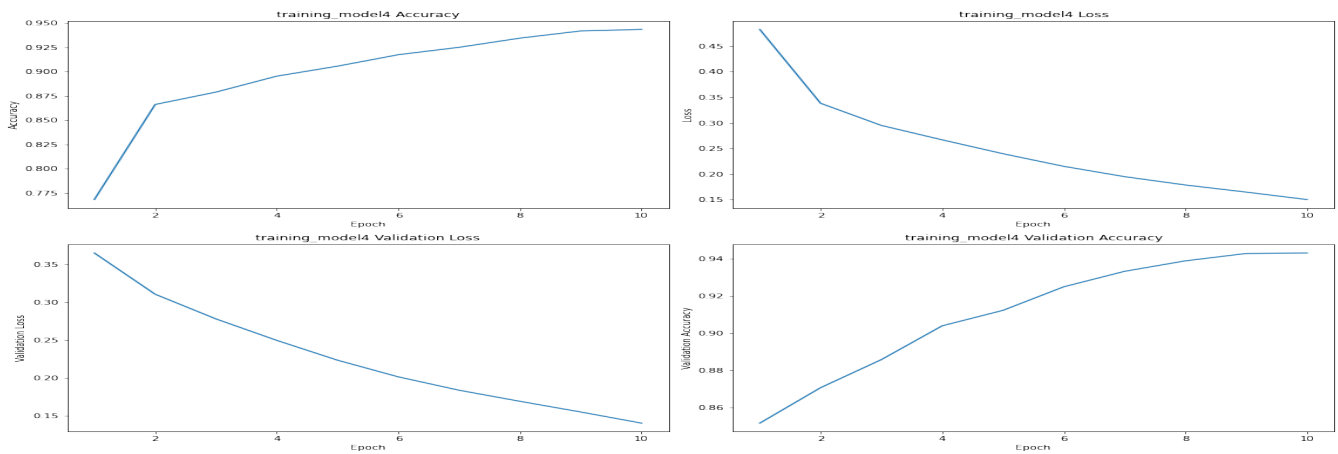 training_model4 Accuracy
0.950
0.925
0.900
0.875
0.850
0.825
0.800
0.775
Accuracy
2 4 6 8 10
Epoch
training_model4 Loss
0.45
0.40
0.35
0.30
0.25
0.20
0.15
Loss
2 4 6 8 10
Epoch
training_model4 Validation Loss
0.35
0.30
0.25
0.20
0.15
Validation Loss
2 4 6 8 10
Epoch
training_model4 Validation Accuracy
0.94
0.92
0.90
0.88
0.86
Validation Accuracy
2 4 6 8 10
Epoch